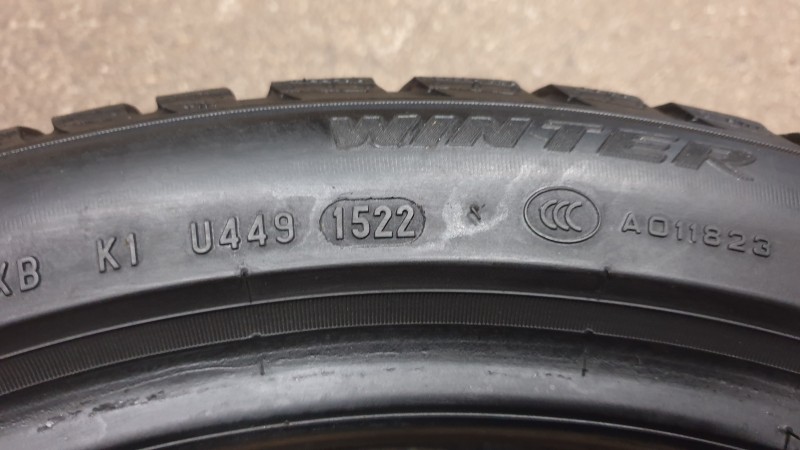 WINTER
XB K1 U449 1522 CCC A011823